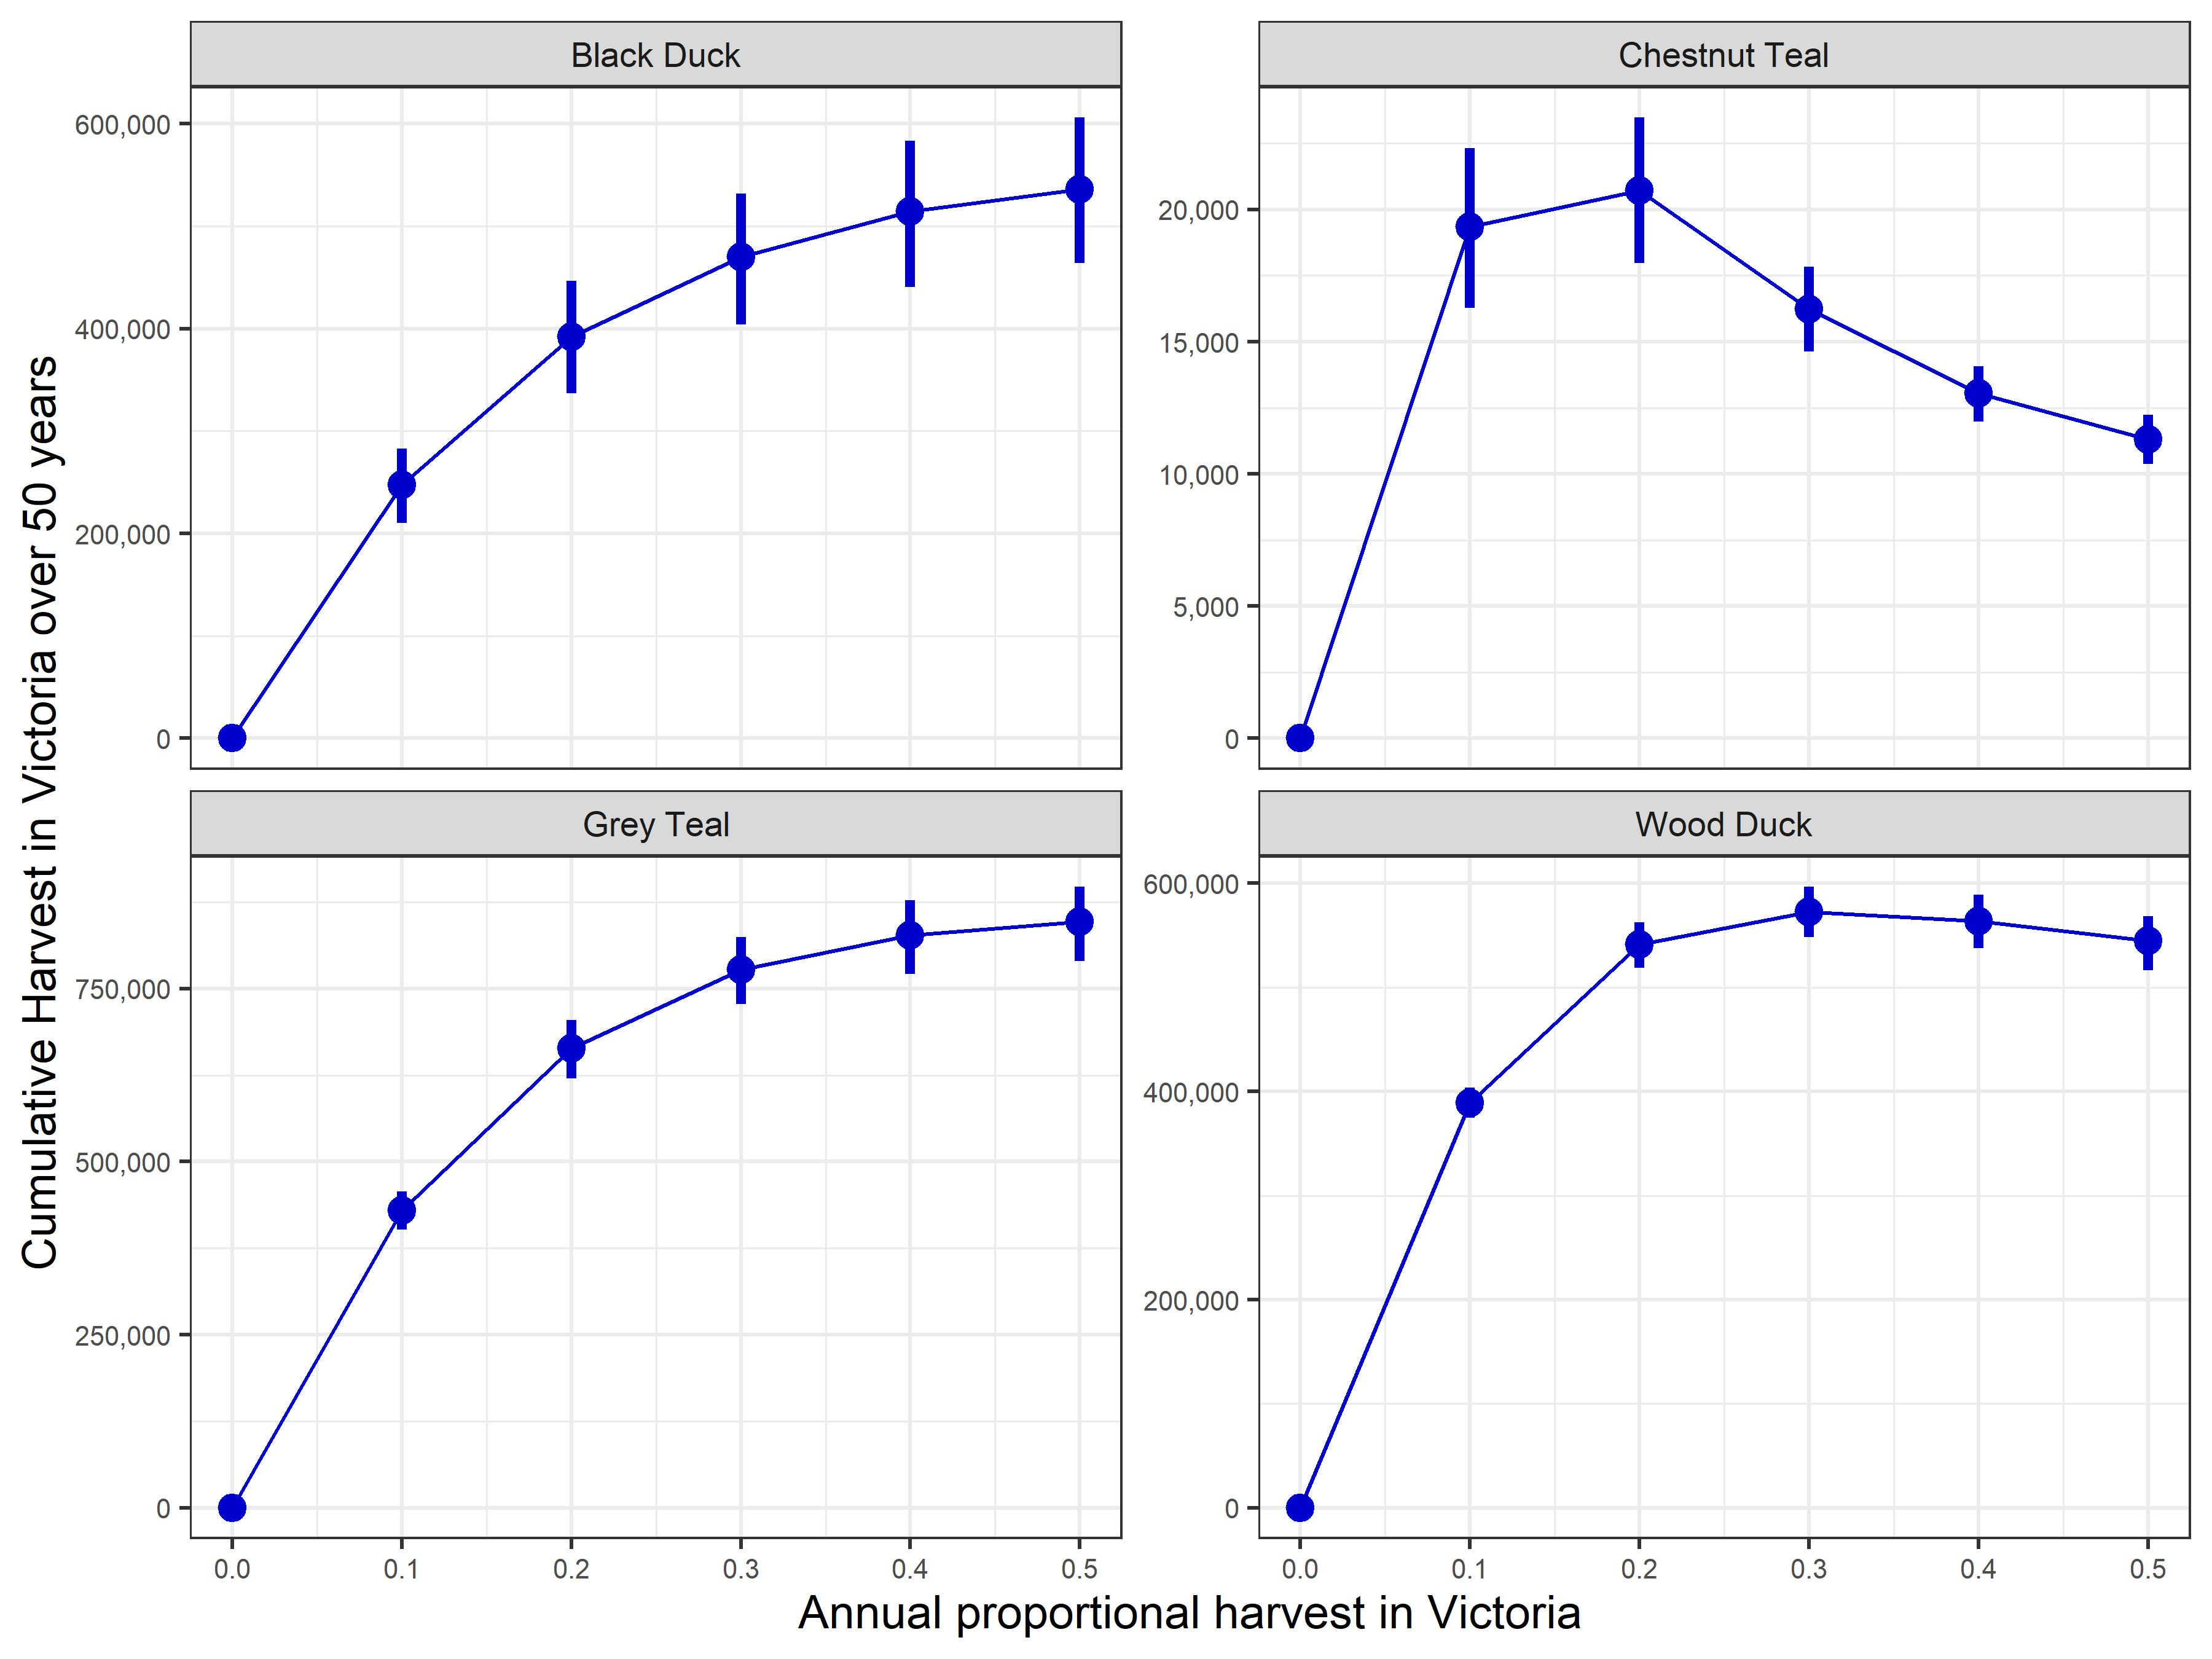 Black Duck
Chestnut Teal
600,000
400,000
200,000
0
20,000
15,000
10,000
5,000
0
Cumulative Harvest in Victoria over 50 years
Grey Teal
Wood Duck
750,000
500,000
250,000
0
600,000
400,000
200,000
0
0.0 0.1 0.2 0.3 0.4 0.5
0.0 0.1 0.2 0.3 0.4 0.5
Annual proportional harvest in Victoria